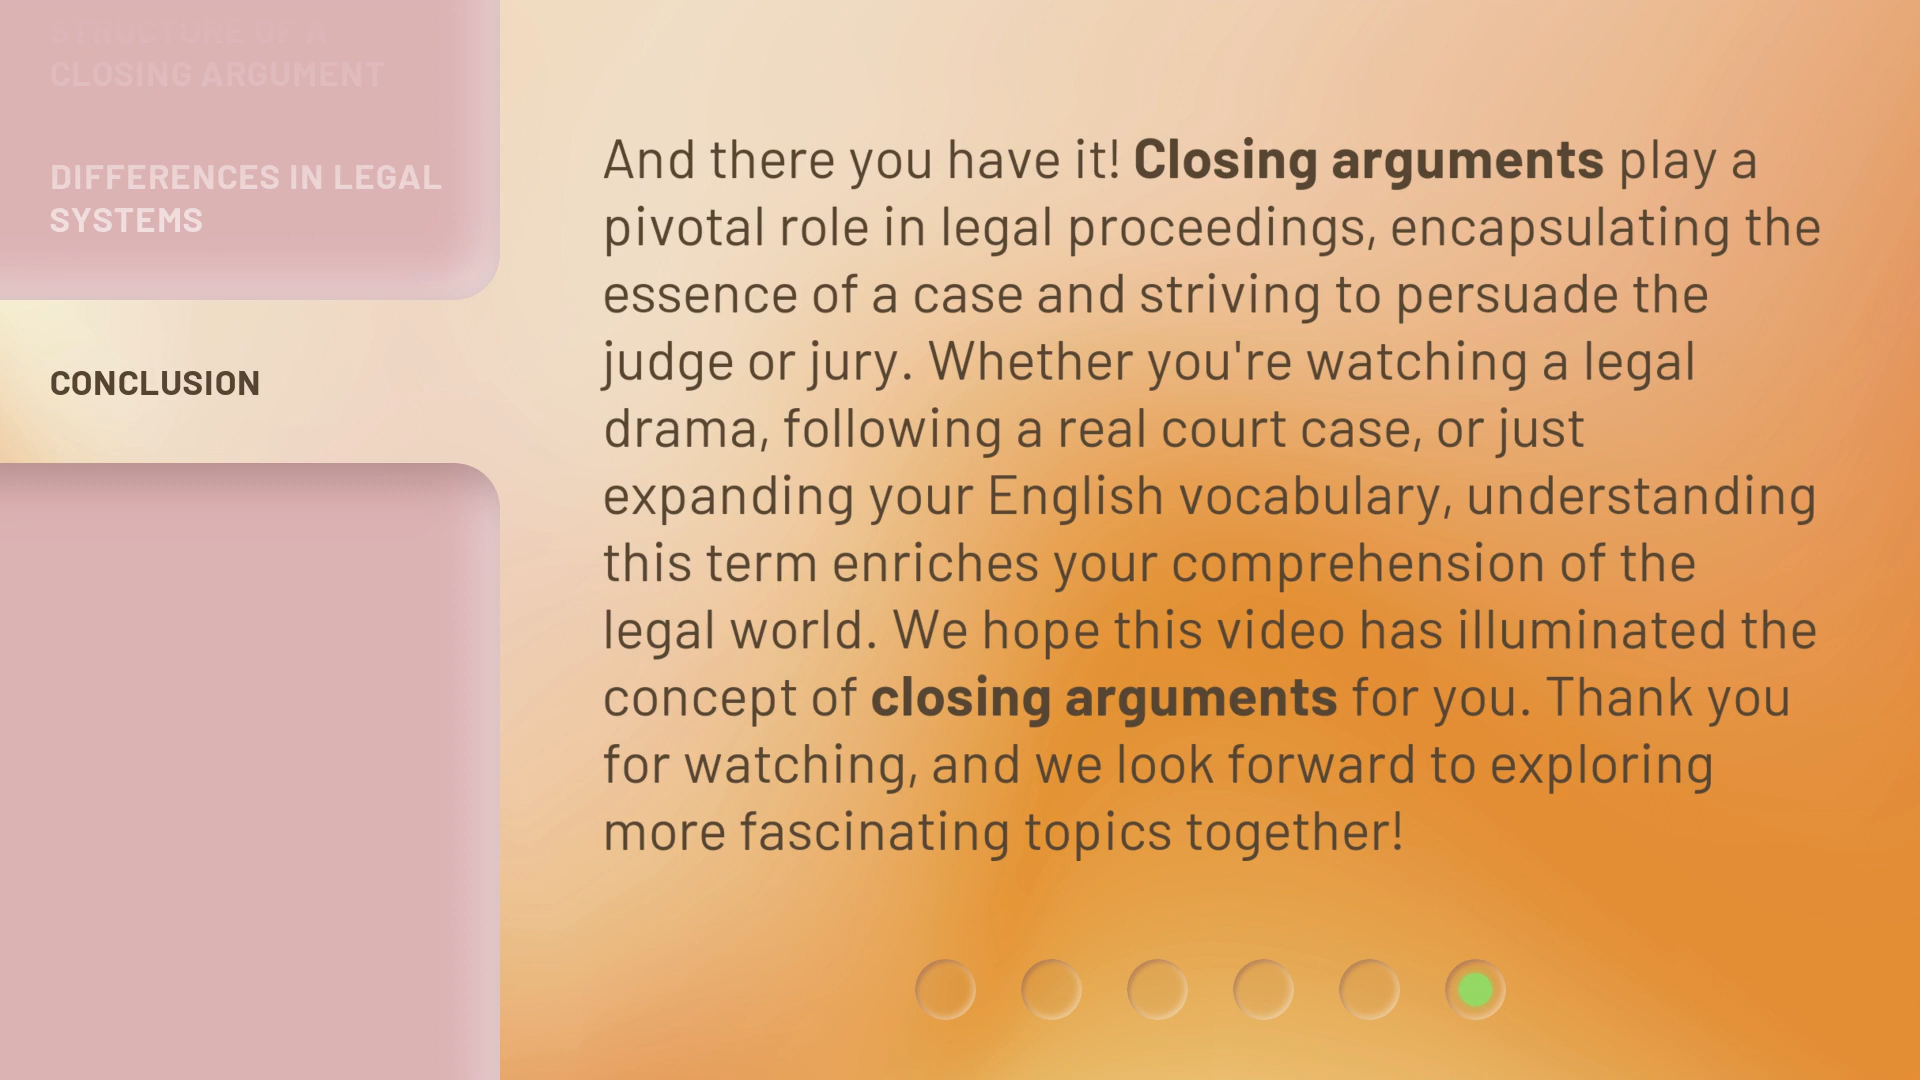 STRUCTURE OF A
CLOSING ARGUMENT
DIFFERENCES IN LEGAL
SYSTEMS
CONCLUSION
And there you have it! Closing arguments play a
pivotal role in legal proceedings, encapsulating the
essence of a case and striving to persuade the
judge or jury. Whether you're watching a legal
drama, following a real court case, or just
expanding your English vocabulary, understanding
this term enriches your comprehension of the
legal world. We hope this video has illuminated the
concept of closing arguments for you. Thank you
for watching, and we look forward to exploring
more fascinating topics together!